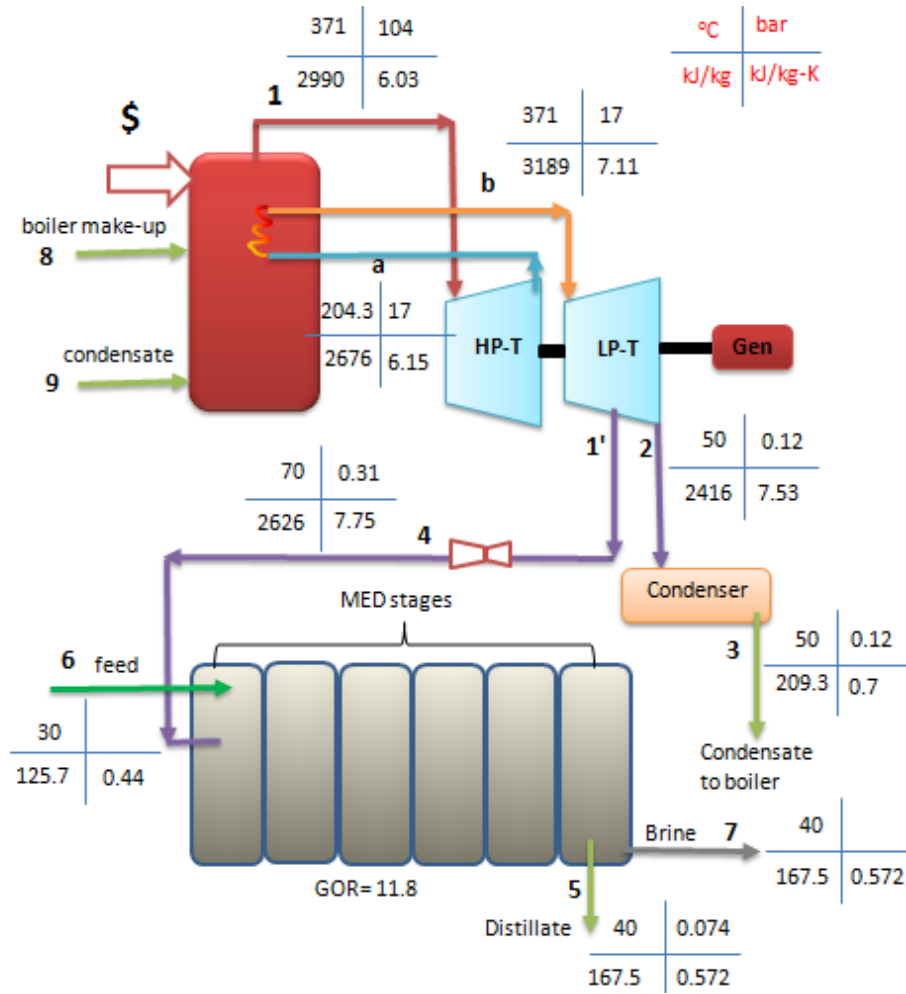 371 104
2990 6.03
1
°C bar
kJ/kg kJ/kg-K
$
371 17
3189 7.11
b
boiler make-up
8
a
204.3 17
2676 6.15
HP-T
LP-T
Gen
condensate
9
1'
2
50 0.12
2416 7.53
70 0.31
2626 7.75
4
Condenser
MED stages
3
50 0.12
209.3 0.7
6 feed
Condensate
to boiler
30
125.7 0.44
Brine 7
40
167.5 0.572
GOR= 11.8
5
Distillate
40 0.074
167.5 0.572